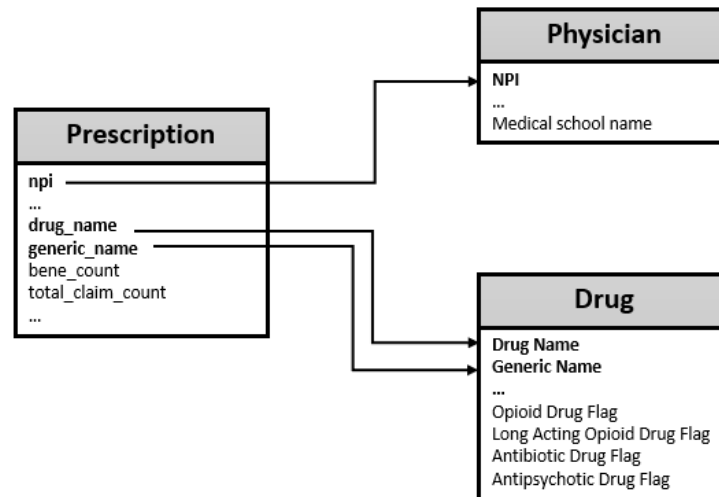 Physician
NPI
...
Medical school name
Prescription
npi
...
drug_name
generic_name
bene_count
total_claim_count
...
Drug
Drug Name
Generic Name
...
Opioid Drug Flag
Long Acting Opioid Drug Flag
Antibiotic Drug Flag
Antipsychotic Drug Flag